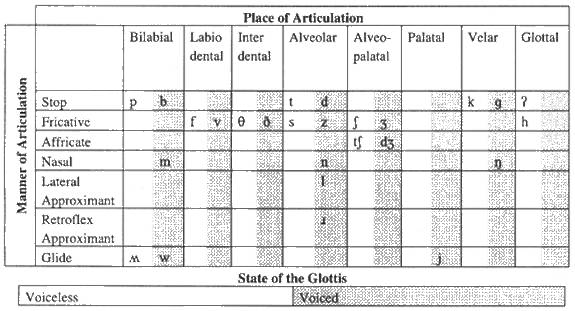 Place of Articulation
Bilabial Labio Inter Alveolar Alveo- Palatal Velar Glottal
dental dental palatal
Manner of Articulation
Stop p b t d k g ʔ
Fricative f v θ ð s z ʃ ʒ h
Affricate tʃ dʒ
Nasal m n ŋ
Lateral l
Approximant
Retroflex ɹ
Approximant
Glide ʍ w j
State of the Glottis
Voiceless Voiced